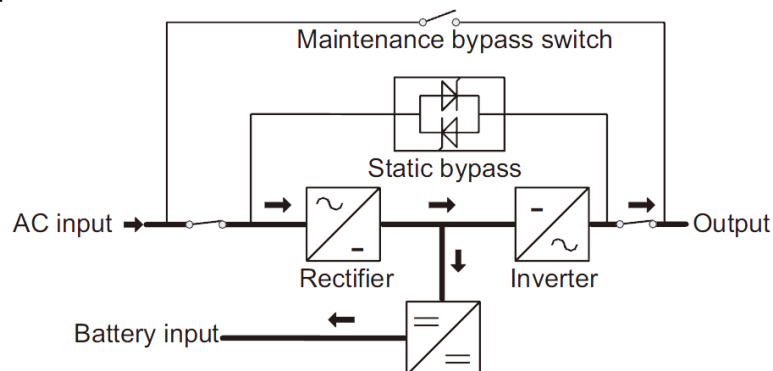 Maintenance bypass switch
Static bypass
AC input
Output
Rectifier
Inverter
Battery input